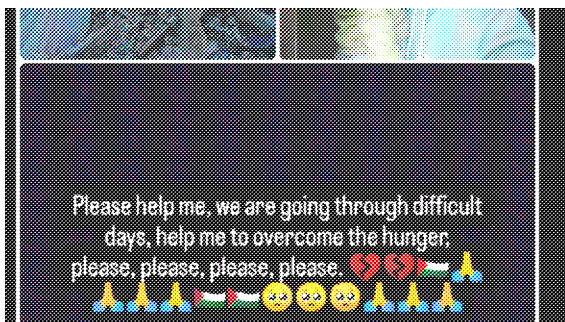 Please help me, we are going through difficult
days, help me to overcome the hunger,
please, please, please, please. 💔💔🇵🇸🙏
🙏🙏🙏🇵🇸🇵🇸🥺🥺🥺🙏🙏🙏